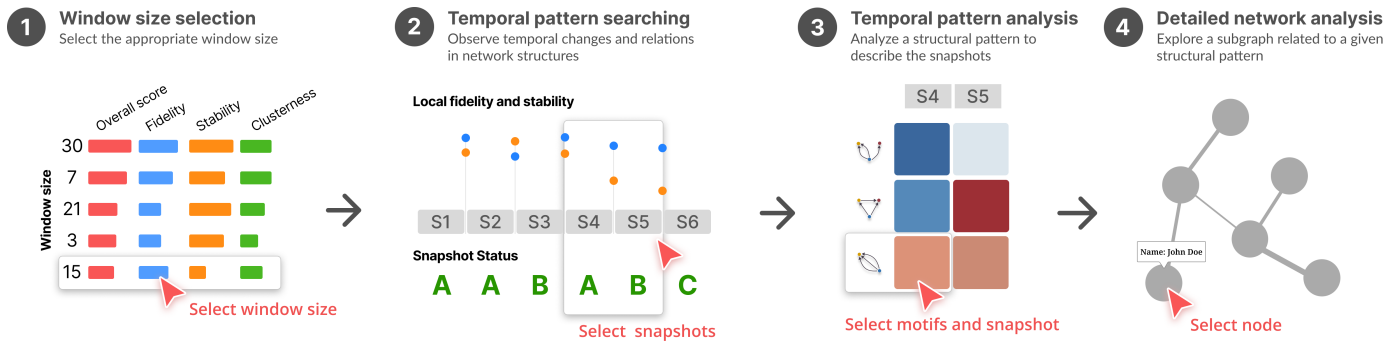 1
Window size selection
Select the appropriate window size
Overall score
Fidelity
Stability
Clusterness
Window size
30
7
21
3
15
Select window size
2
Temporal pattern searching
Observe temporal changes and relations
in network structures
Local fidelity and stability
S1 S2 S3 S4 S5 S6
Snapshot Status
A A B A B C
Select snapshots
3
Temporal pattern analysis
Analyze a structural pattern to
describe the snapshots
S4 S5
Select motifs and snapshot
4
Detailed network analysis
Explore a subgraph related to a given
structural pattern
Name: John Doe
Select node